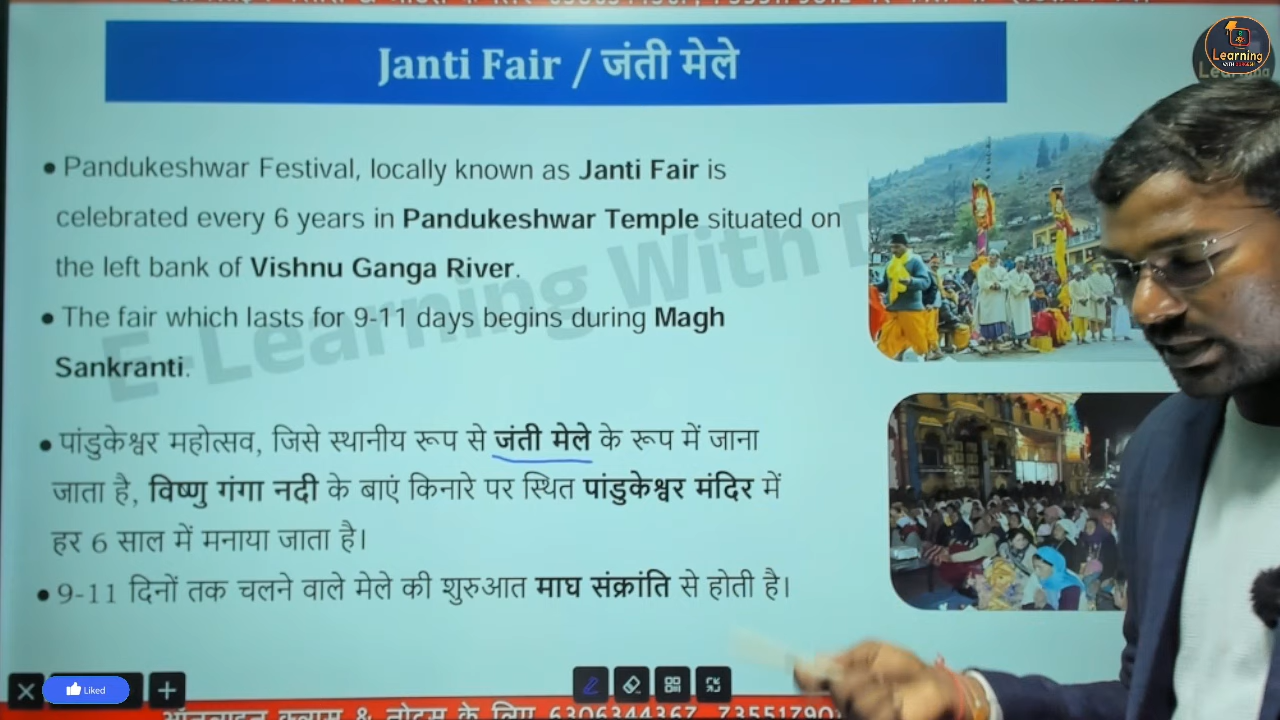 Janti Fair / जंती मेले
Learning
• Pandukeshwar Festival, locally known as Janti Fair is
celebrated every 6 years in Pandukeshwar Temple situated on
the left bank of Vishnu Ganga River.
• The fair which lasts for 9-11 days begins during Magh
Sankranti.
E-Learning With D
• पांडुकेश्वर महोत्सव, जिसे स्थानीय रूप से जंती मेले के रूप में जाना
जाता है, विष्णु गंगा नदी के बाएं किनारे पर स्थित पांडुकेश्वर मंदिर में
हर 6 साल में मनाया जाता है।
• 9-11 दिनों तक चलने वाले मेले की शुरुआत माघ संक्रांति से होती है।
Liked
ऑनलाइन क्लास & नोट्स के लिए 6306344367, 73551790